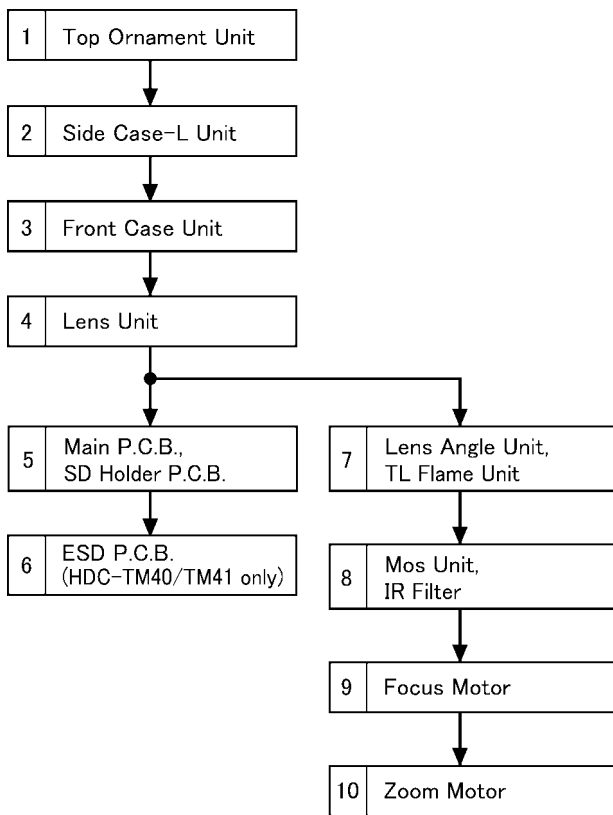 1 Top Ornament Unit
2 Side Case-L Unit
3 Front Case Unit
4 Lens Unit
5 Main P.C.B.,
SD Holder P.C.B.
6 ESD P.C.B.
(HDC-TM40/TM41 only)
7 Lens Angle Unit,
TL Flame Unit
8 Mos Unit,
IR Filter
9 Focus Motor
10 Zoom Motor